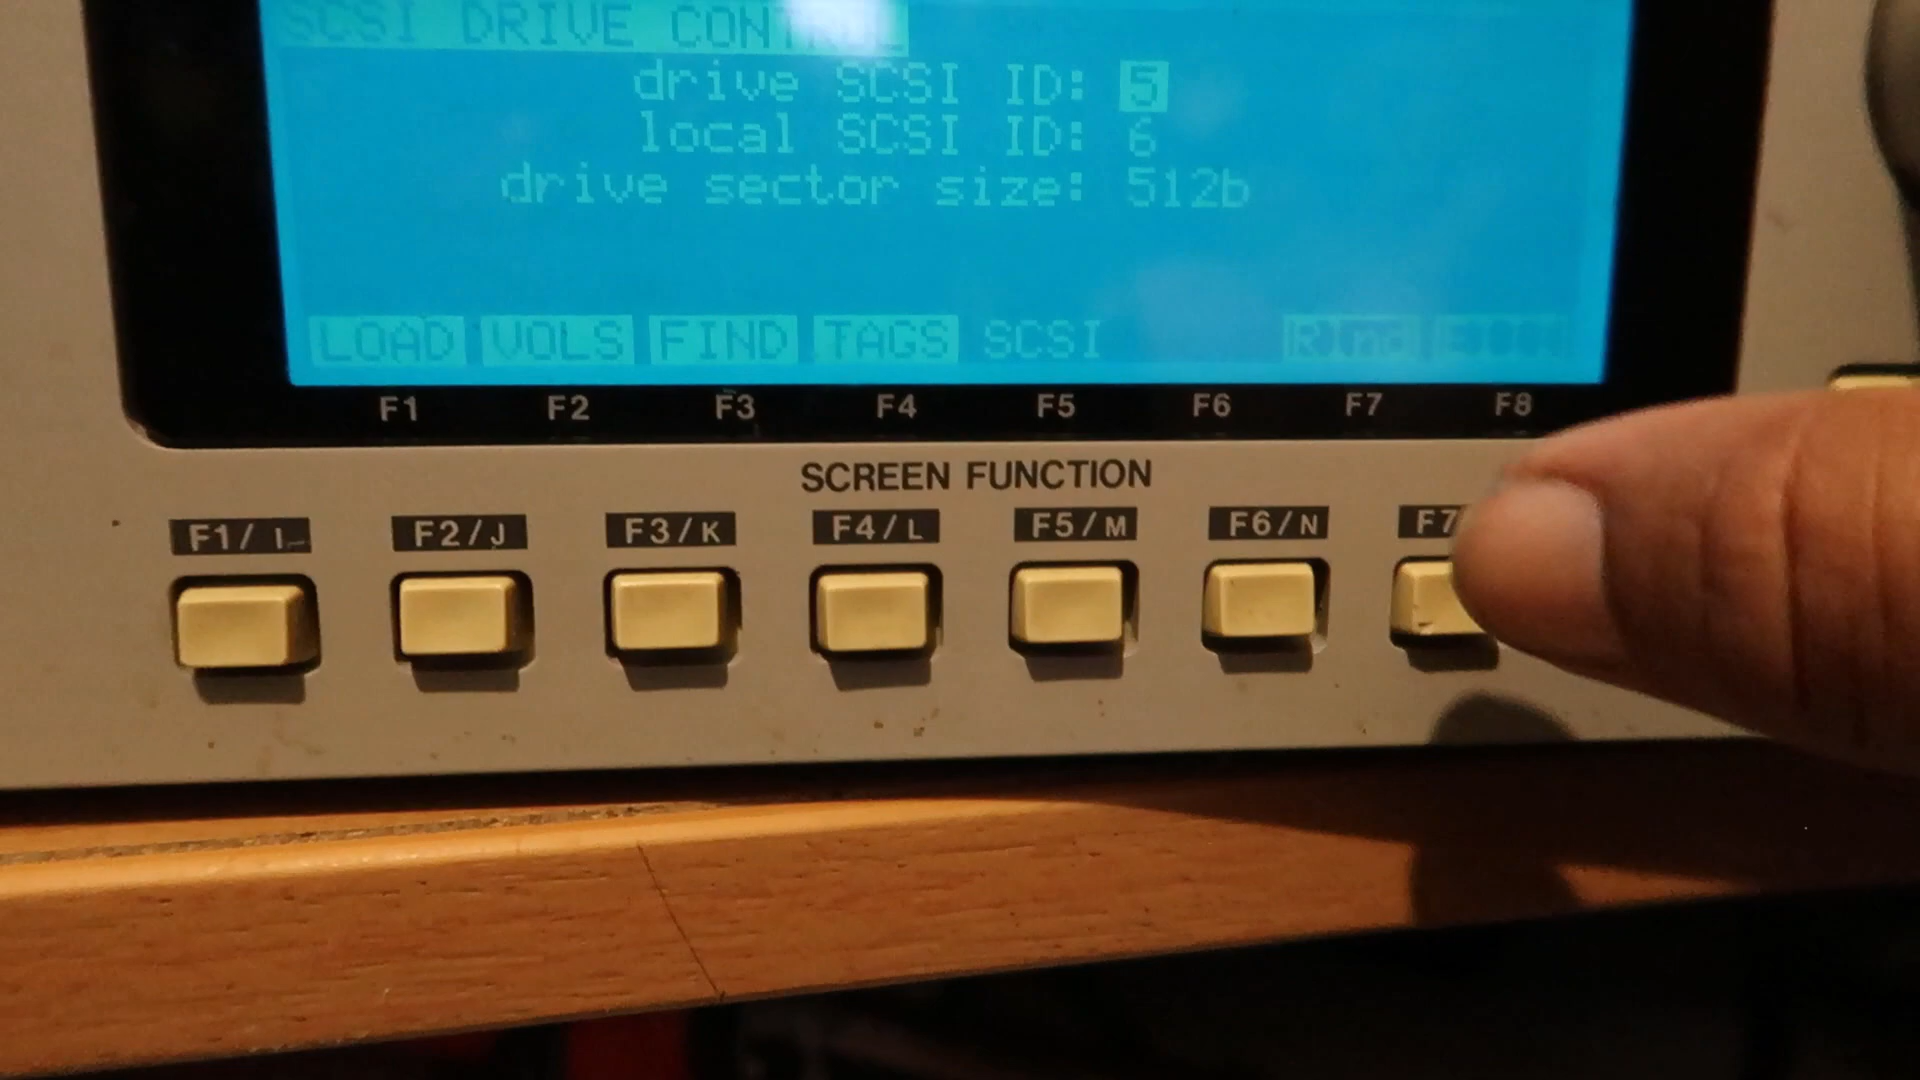 SCSI DRIVE CONTROL
drive SCSI ID: 5
local SCSI ID: 6
drive sector size: 512b
LOAD VOLS FIND TAGS SCSI
F1 F2 F3 F4 F5 F6 F7 F8
SCREEN FUNCTION
F1/I F2/J F3/K F4/L F5/M F6/N F7